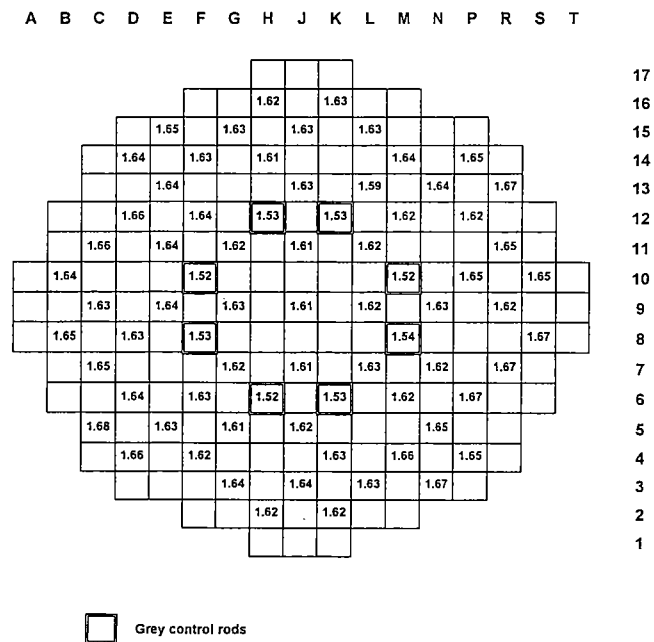 A B C D E F G H J K L M N P R S T
17
1.62 1.63 16
1.65 1.63 1.63 1.63 15
1.64 1.63 1.61 1.64 1.65 14
1.64 1.63 1.59 1.64 1.67 13
1.66 1.64 1.53 1.53 1.62 1.62 12
1.66 1.64 1.62 1.61 1.62 1.65 11
1.64 1.52 1.52 1.65 1.65 10
1.63 1.64 1.63 1.61 1.62 1.63 1.62 9
1.65 1.63 1.53 1.54 1.67 8
1.65 1.62 1.61 1.63 1.62 1.67 7
1.64 1.63 1.52 1.53 1.62 1.67 6
1.68 1.63 1.61 1.62 1.65 5
1.66 1.62 1.63 1.66 1.65 4
1.64 1.64 1.63 1.67 3
1.62 1.62 2
1
Grey control rods